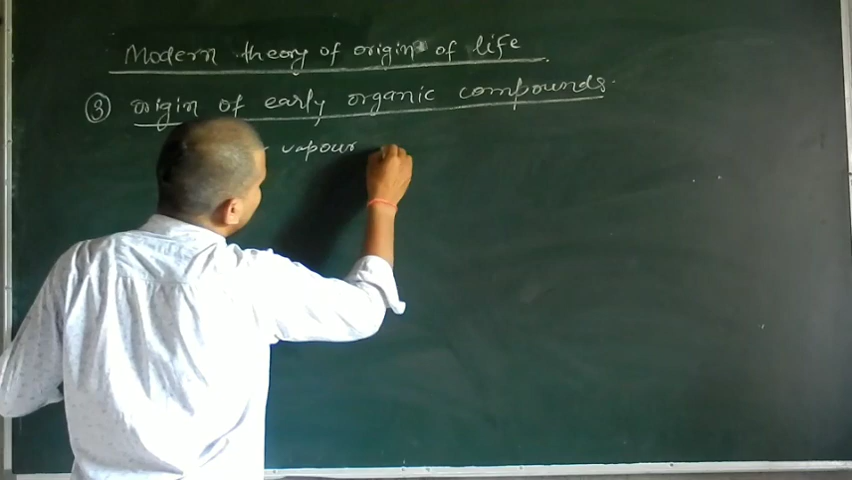 Modern theory of origin of life
③ origin of early organic compounds.
vapour